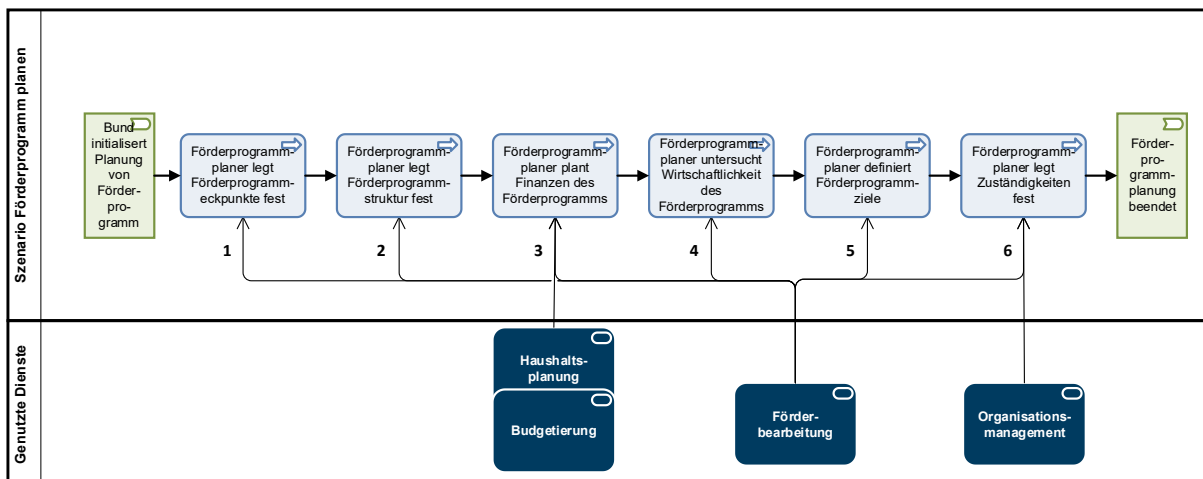 Szenario Förderprogramm planen
Bund
initialisert
Planung
von
Förder-
pro-
gramm
Förderprogramm-
planer legt
Förderprogramm-
eckpunkte fest
Förderprogramm-
planer legt
Förderprogramm-
struktur fest
Förderprogramm-
planer plant
Finanzen des
Förderprogramms
Förderprogramm-
planer untersucht
Wirtschaftlichkeit
des
Förderprogramms
Förderprogramm-
planer definiert
Förderprogramm-
ziele
Förderprogramm-
planer legt
Zuständigkeiten
fest
Förder-
pro-
gramm-
planung
beendet
1
2
3
4
5
6
Genutzte Dienste
Haushalts-
planung
Budgetierung
Förder-
bearbeitung
Organisations-
management